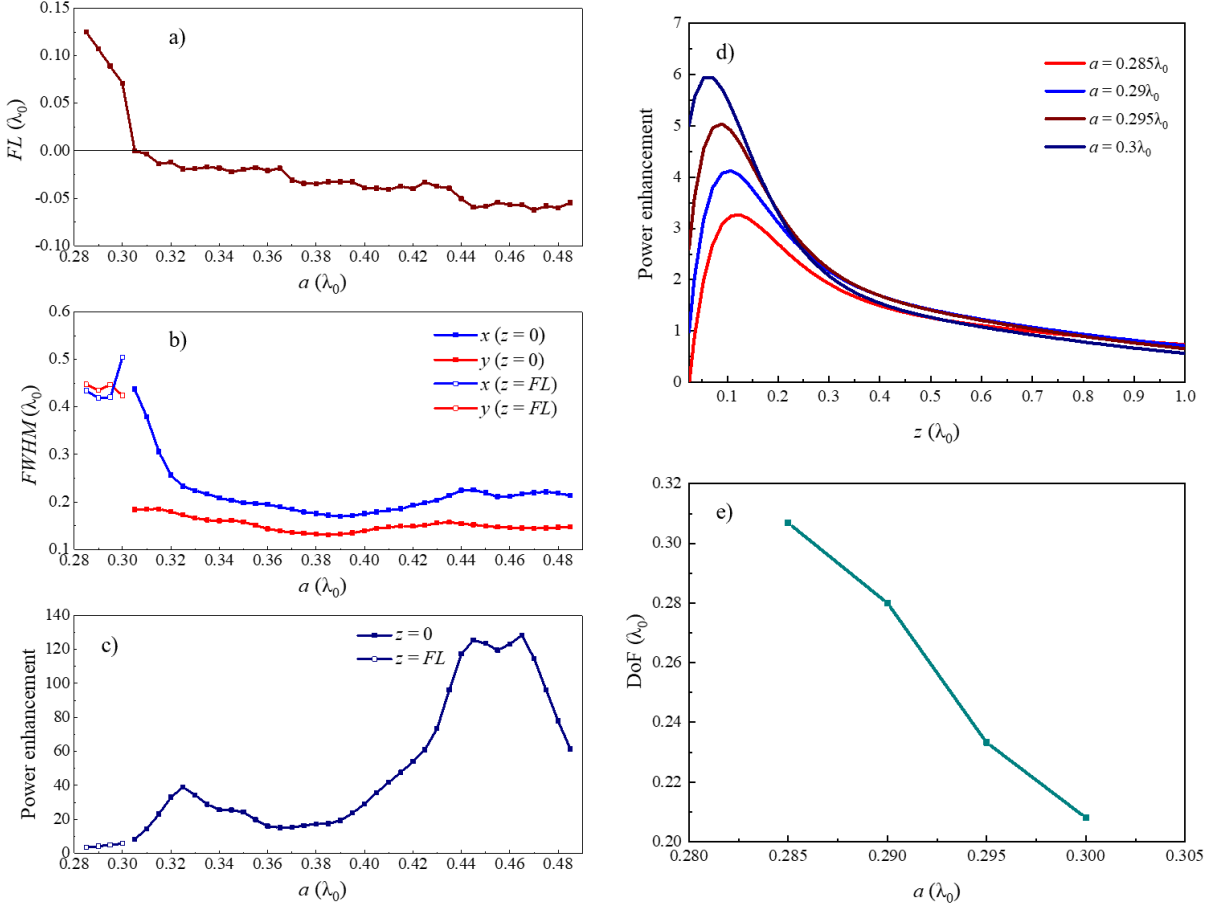 a)
0.15
0.10
0.05
0.00
-0.05
-0.10
FL (λ0)
0.28 0.30 0.32 0.34 0.36 0.38 0.40 0.42 0.44 0.46 0.48
a (λ0)
b)
0.6
0.5
0.4
0.3
0.2
0.1
FWHM (λ0)
x (z = 0)
y (z = 0)
x (z = FL)
y (z = FL)
0.28 0.30 0.32 0.34 0.36 0.38 0.40 0.42 0.44 0.46 0.48
a (λ0)
c)
140
120
100
80
60
40
20
0
Power enhancement
z = 0
z = FL
0.28 0.30 0.32 0.34 0.36 0.38 0.40 0.42 0.44 0.46 0.48
a (λ0)
d)
7
6
5
4
3
2
1
0
Power enhancement
a = 0.285λ0
a = 0.29λ0
a = 0.295λ0
a = 0.3λ0
0.1 0.2 0.3 0.4 0.5 0.6 0.7 0.8 0.9 1.0
z (λ0)
e)
0.32
0.30
0.28
0.26
0.24
0.22
0.20
DoF (λ0)
0.280 0.285 0.290 0.295 0.300 0.305
a (λ0)